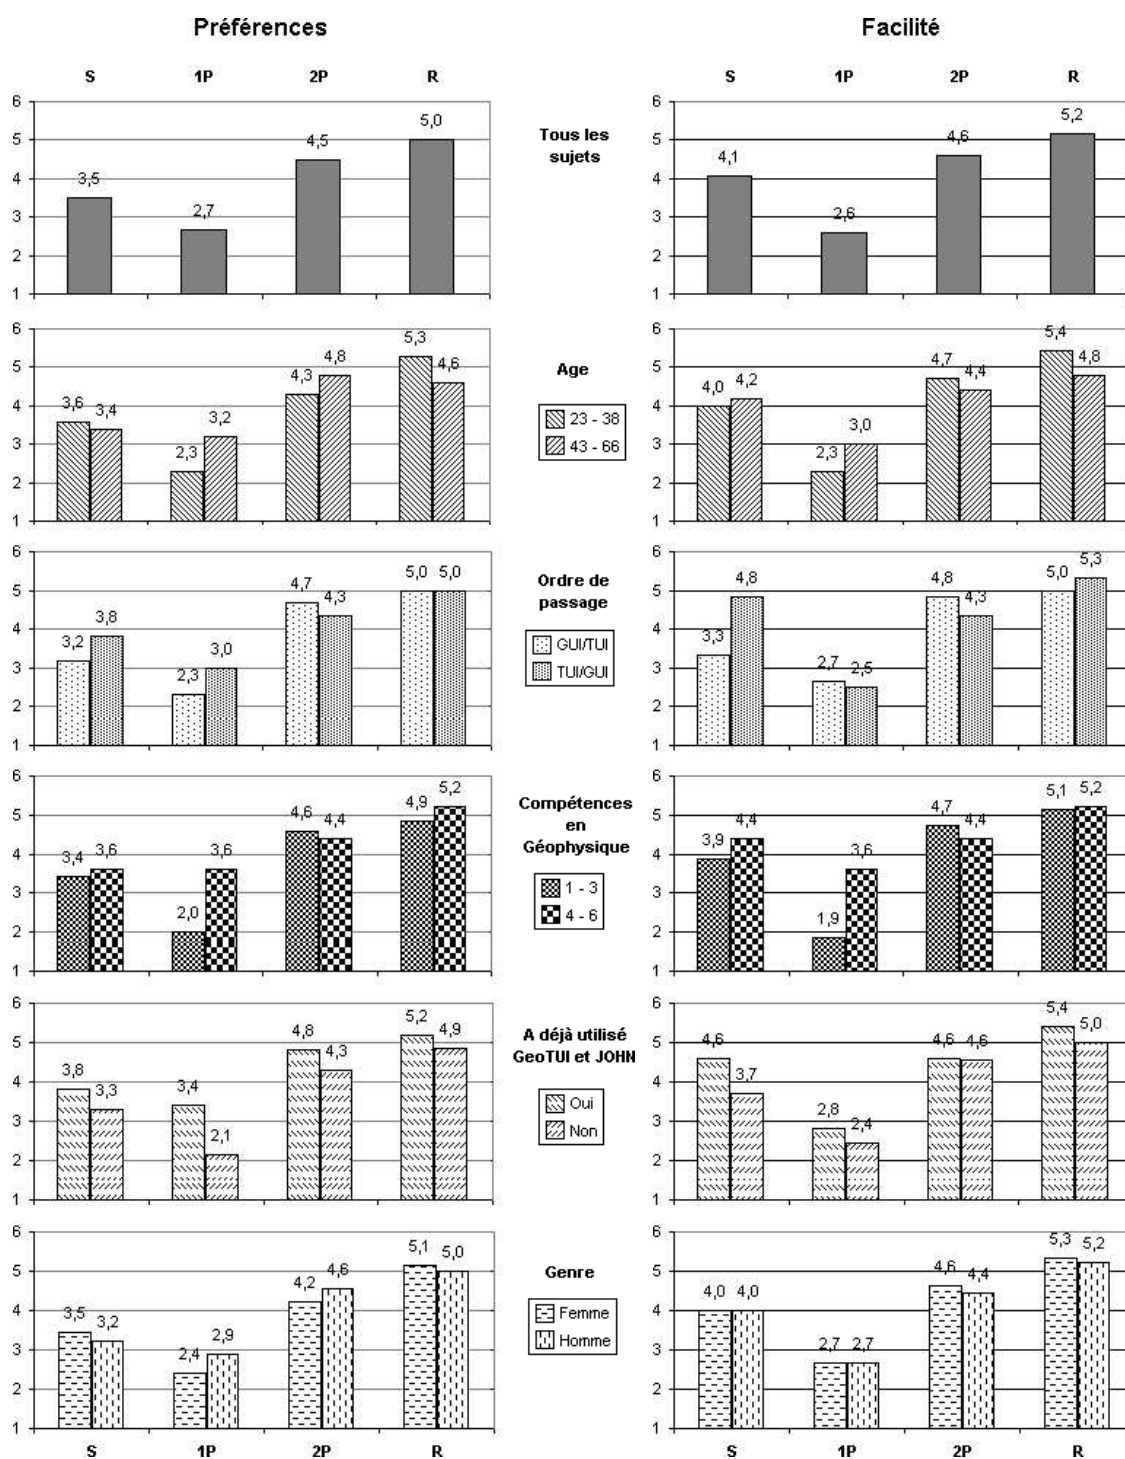 Préférences Facilité
S 1P 2P R S 1P 2P R
Tous les
sujets
6 5 4 3 2 1
3,5 2,7 4,5 5,0
6 5 4 3 2 1
4,1 2,6 4,6 5,2
Age
23 - 38
43 - 66
6 5 4 3 2 1
3,6 3,4 2,3 3,2 4,3 4,8 5,3 4,6
6 5 4 3 2 1
4,0 4,2 2,3 3,0 4,7 4,4 5,4 4,8
Ordre de
passage
GUI/TUI
TUI/GUI
6 5 4 3 2 1
3,2 3,8 2,3 3,0 4,7 4,3 5,0 5,0
6 5 4 3 2 1
3,3 4,8 2,7 2,5 4,8 4,3 5,0 5,3
Compétences
en
Géophysique
1 - 3
4 - 6
6 5 4 3 2 1
3,4 3,6 2,0 3,6 4,6 4,4 4,9 5,2
6 5 4 3 2 1
3,9 4,4 1,9 3,6 4,7 4,4 5,1 5,2
A déjà utilisé
GeoTUI et JOHN
Oui
Non
6 5 4 3 2 1
3,8 3,3 3,4 2,1 4,8 4,3 5,2 4,9
6 5 4 3 2 1
4,6 3,7 2,8 2,4 4,6 4,6 5,4 5,0
Genre
Femme
Homme
6 5 4 3 2 1
3,5 3,2 2,4 2,9 4,2 4,6 5,1 5,0
6 5 4 3 2 1
4,0 4,0 2,7 2,7 4,6 4,4 5,3 5,2
S 1P 2P R S 1P 2P R